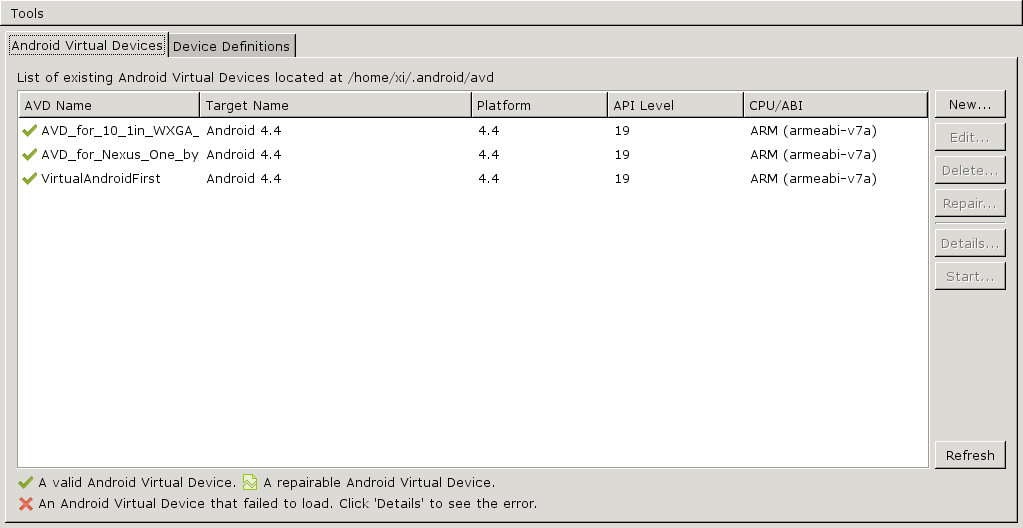 Tools
Android Virtual Devices Device Definitions
List of existing Android Virtual Devices located at /home/xi/.android/avd
AVD Name Target Name Platform API Level CPU/ABI
AVD_for_10_1in_WXGA_ Android 4.4 4.4 19 ARM (armeabi-v7a)
AVD_for_Nexus_One_by Android 4.4 4.4 19 ARM (armeabi-v7a)
VirtualAndroidFirst Android 4.4 4.4 19 ARM (armeabi-v7a)
New...
Edit...
Delete...
Repair...
Details...
Start...
Refresh
A valid Android Virtual Device. A repairable Android Virtual Device.
An Android Virtual Device that failed to load. Click 'Details' to see the error.